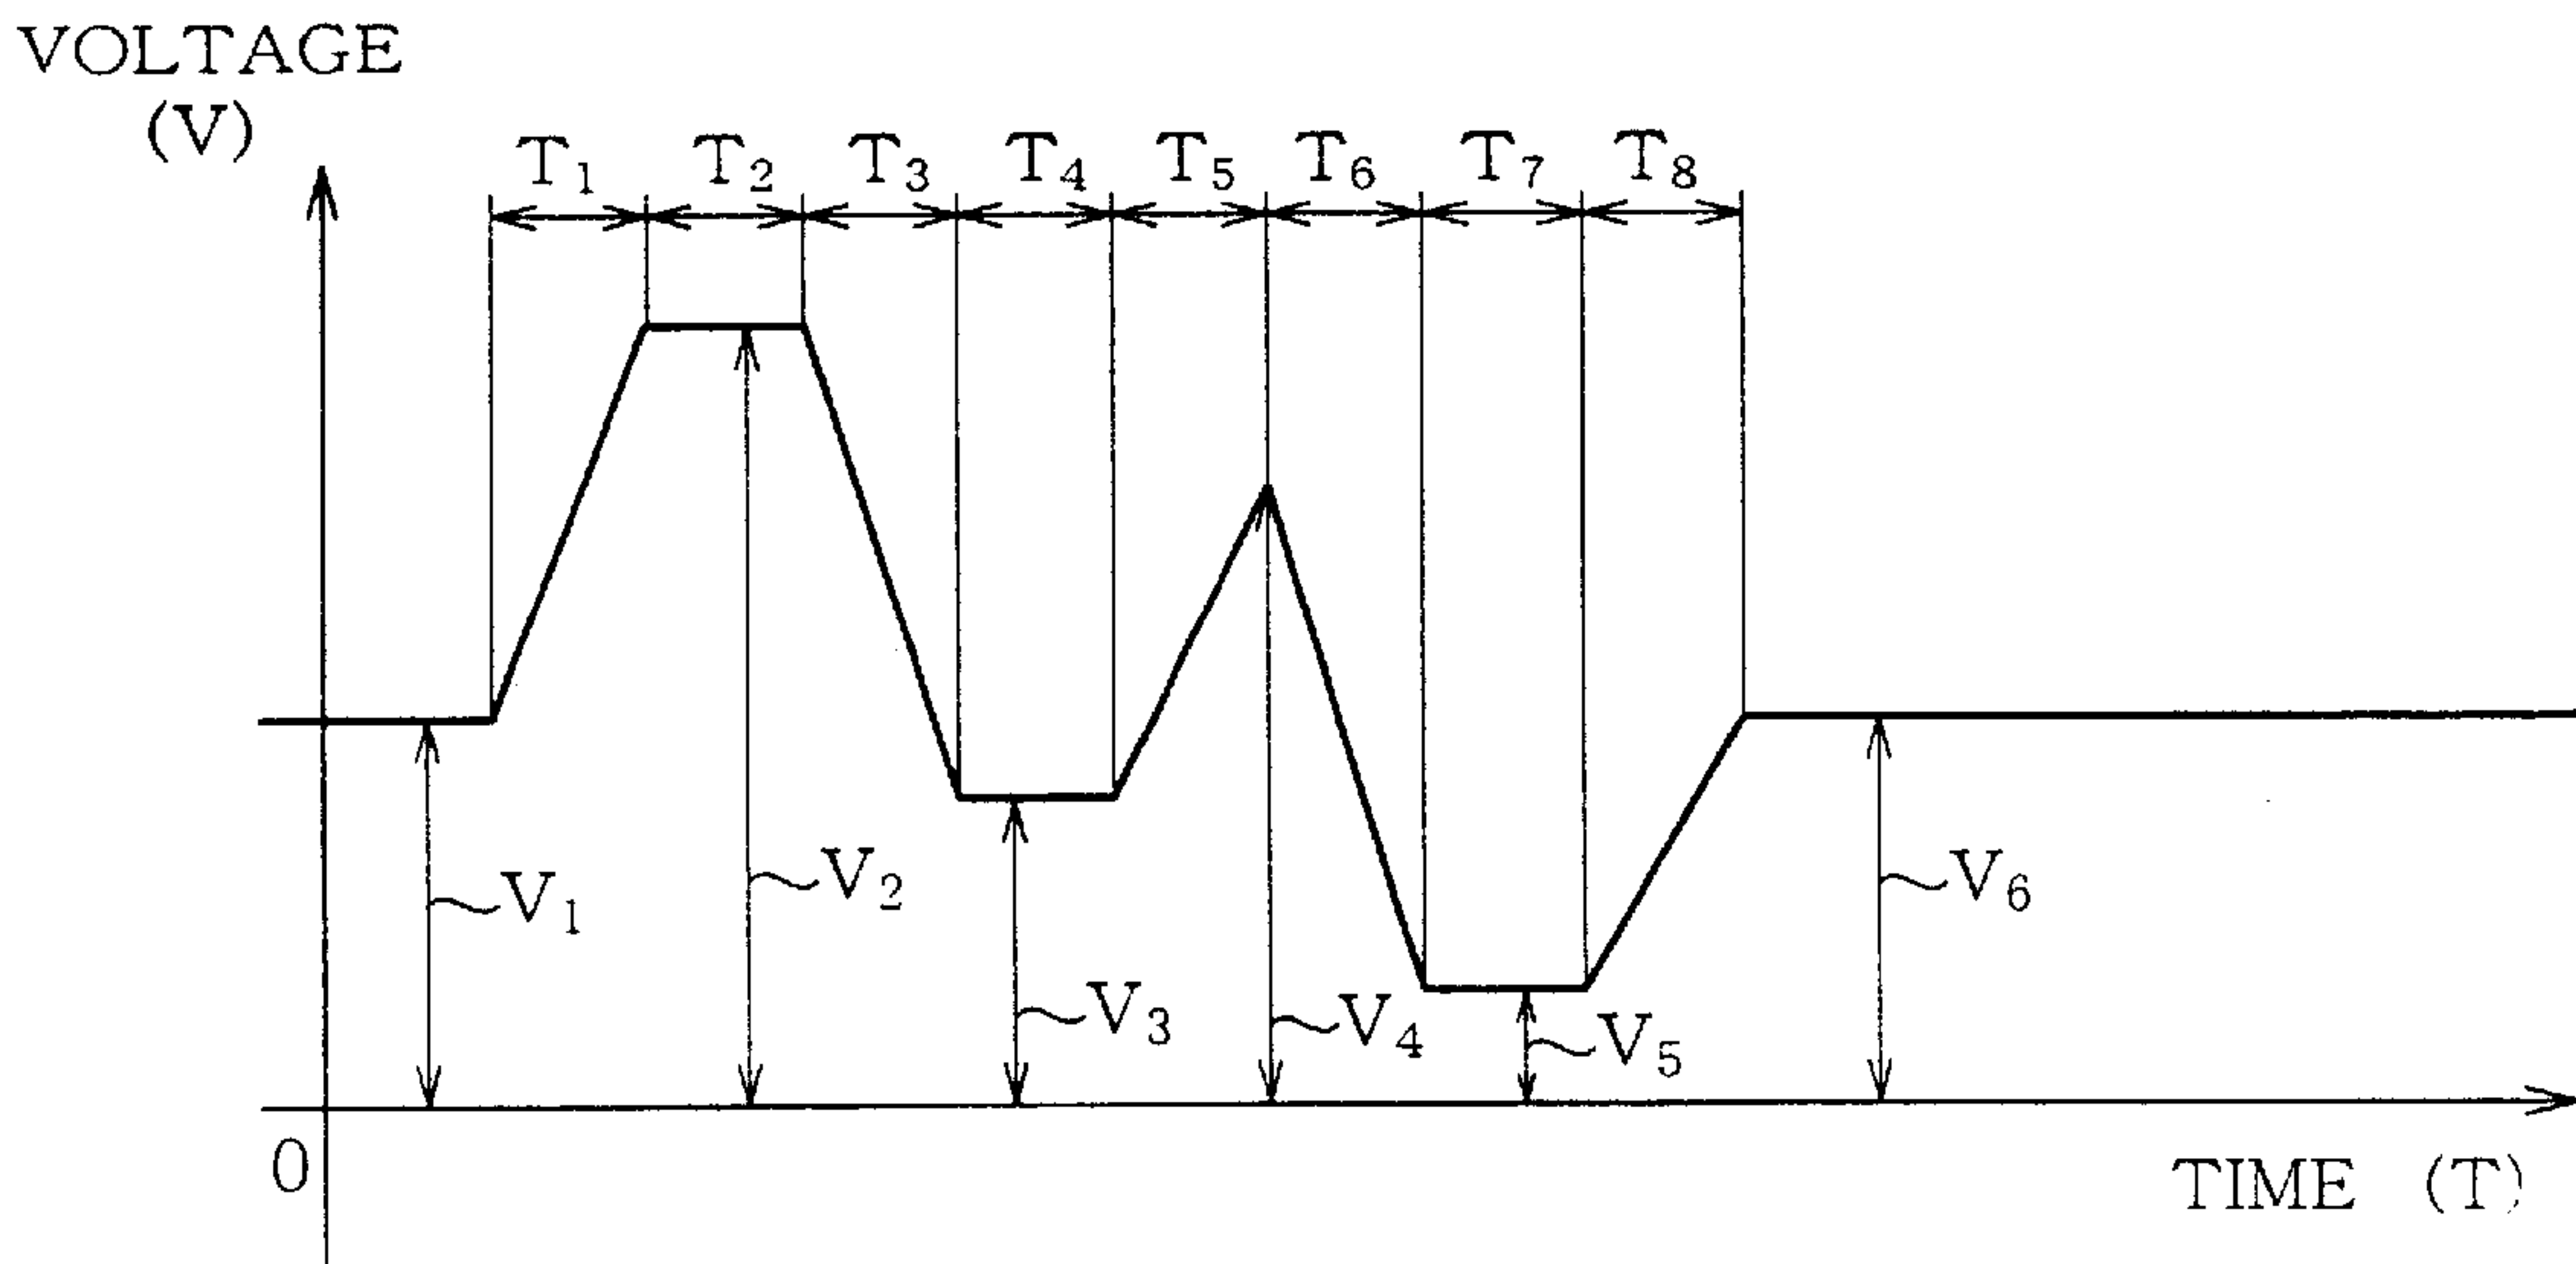 VOLTAGE
(V)
T1 T2 T3 T4 T5 T6 T7 T8
V1 V2 V3 V4 V5 V6
0
TIME (T)